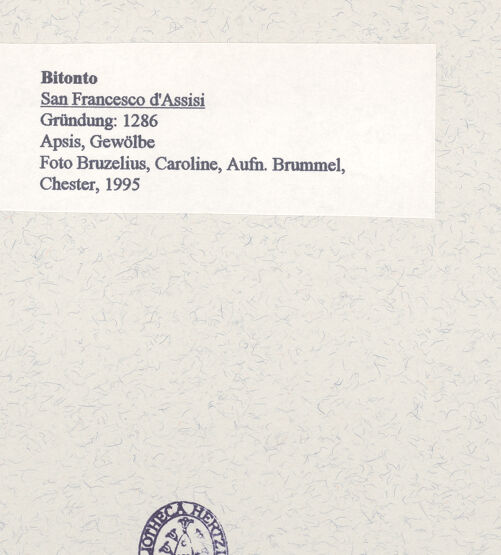 Bitonto
San Francesco d'Assisi
Gründung: 1286
Apsis, Gewölbe
Foto Bruzelius, Caroline, Aufn. Brummel,
Chester, 1995